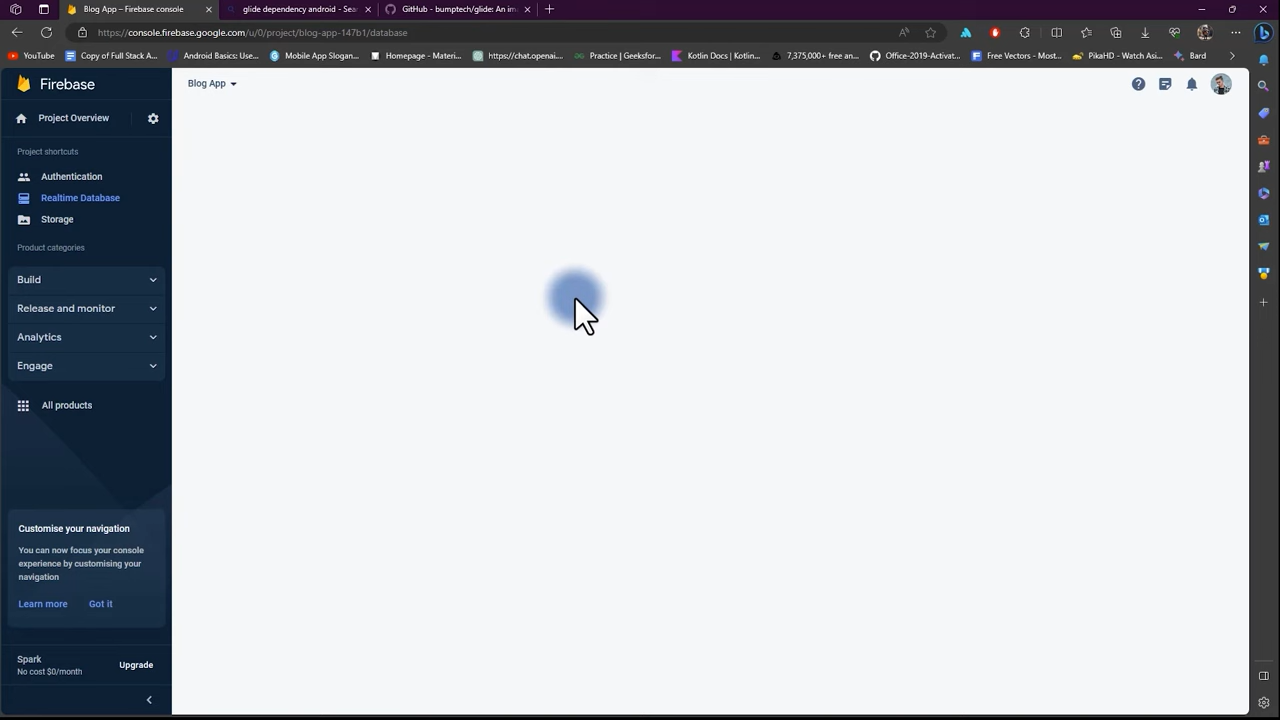 Blog App – Firebase console
glide dependency android - Sea
GitHub - bumptech/glide: An im
https://console.firebase.google.com/u/0/project/blog-app-147b1/database
YouTube
Copy of Full Stack A...
Android Basics: Use...
Mobile App Slogan...
Homepage - Materi...
https://chat.openai...
Practice | Geeksfor...
Kotlin Docs | Kotlin...
7,375,000+ free an...
Office-2019-Activat...
Free Vectors - Most...
PikaHD - Watch Asi...
Bard
Firebase
Blog App
Project Overview
Project shortcuts
Authentication
Realtime Database
Storage
Product categories
Build
Release and monitor
Analytics
Engage
All products
Customise your navigation
You can now focus your console
experience by customising your
navigation
Learn more Got it
Spark
No cost $0/month
Upgrade